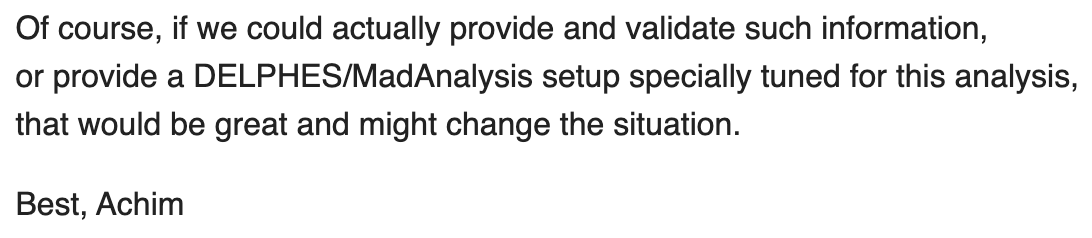 Of course, if we could actually provide and validate such information,
or provide a DELPHES/MadAnalysis setup specially tuned for this analysis,
that would be great and might change the situation.
Best, Achim